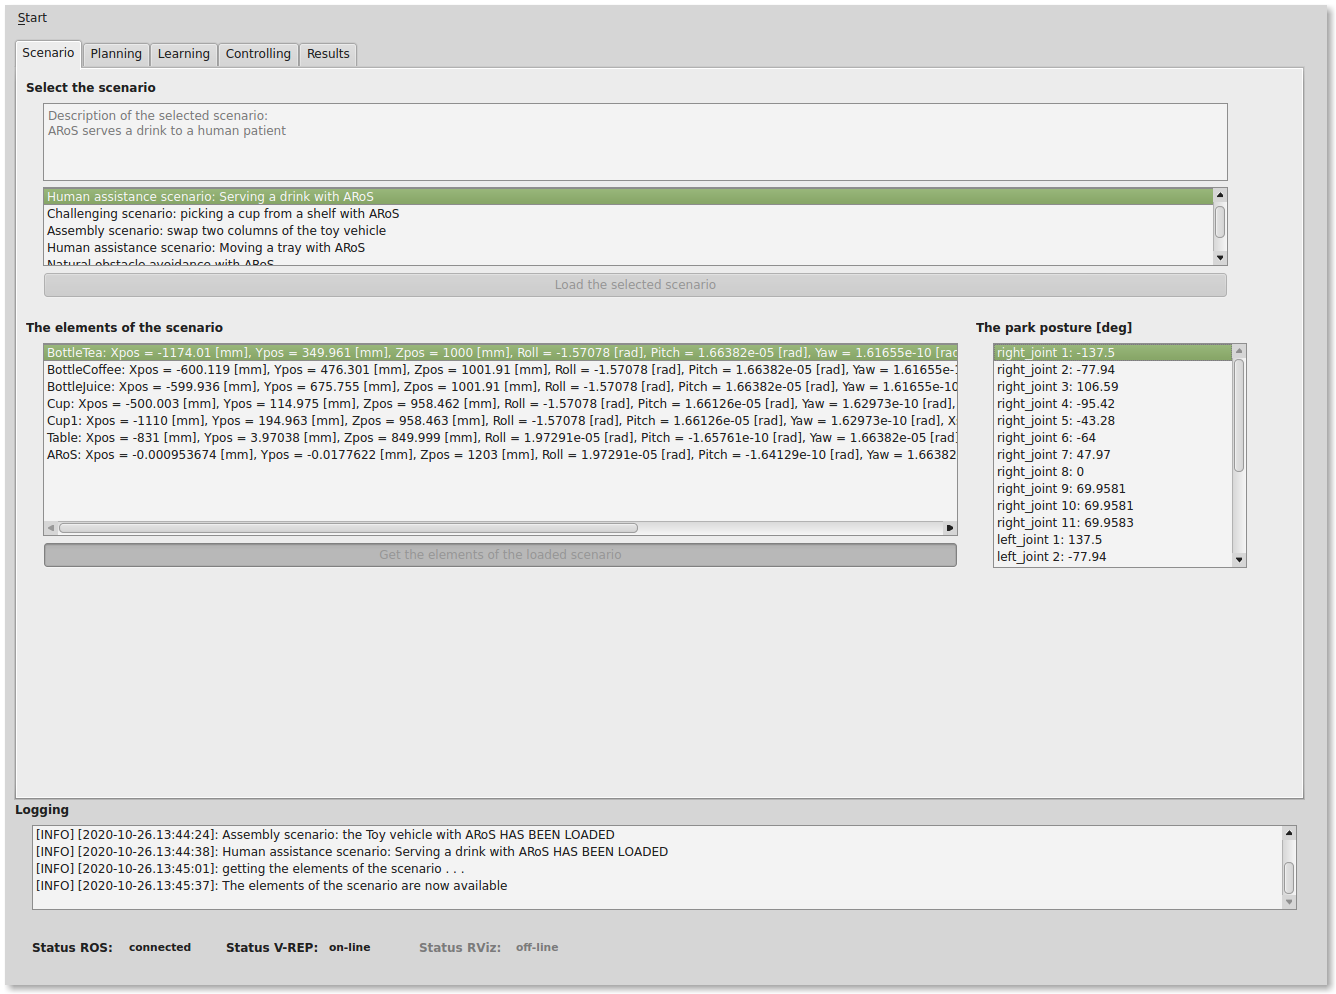 Start
Scenario Planning Learning Controlling Results
Select the scenario
Description of the selected scenario:
ARoS serves a drink to a human patient
Human assistance scenario: Serving a drink with ARoS
Challenging scenario: picking a cup from a shelf with ARoS
Assembly scenario: swap two columns of the toy vehicle
Human assistance scenario: Moving a tray with ARoS
Natural obstacle avoidance with ARoS
Load the selected scenario
The elements of the scenario
BottleTea: Xpos = -1174.01 [mm], Ypos = 349.961 [mm], Zpos = 1000 [mm], Roll = -1.57078 [rad], Pitch = 1.66382e-05 [rad], Yaw = 1.61655e-10 [rad
BottleCoffee: Xpos = -600.119 [mm], Ypos = 476.301 [mm], Zpos = 1001.91 [mm], Roll = -1.57078 [rad], Pitch = 1.66382e-05 [rad], Yaw = 1.61655e-1
BottleJuice: Xpos = -599.936 [mm], Ypos = 675.755 [mm], Zpos = 1001.91 [mm], Roll = -1.57078 [rad], Pitch = 1.66382e-05 [rad], Yaw = 1.61655e-10
Cup: Xpos = -500.003 [mm], Ypos = 114.975 [mm], Zpos = 958.462 [mm], Roll = -1.57078 [rad], Pitch = 1.66126e-05 [rad], Yaw = 1.62973e-10 [rad],
Cup1: Xpos = -1110 [mm], Ypos = 194.963 [mm], Zpos = 958.463 [mm], Roll = -1.57078 [rad], Pitch = 1.66126e-05 [rad], Yaw = 1.62973e-10 [rad], X
Table: Xpos = -831 [mm], Ypos = 3.97038 [mm], Zpos = 849.999 [mm], Roll = 1.97291e-05 [rad], Pitch = -1.65761e-10 [rad], Yaw = 1.66382e-05 [rad]
ARoS: Xpos = -0.000953674 [mm], Ypos = -0.0177622 [mm], Zpos = 1203 [mm], Roll = 1.97291e-05 [rad], Pitch = -1.64129e-10 [rad], Yaw = 1.66382
Get the elements of the loaded scenario
The park posture [deg]
right_joint 1: -137.5
right_joint 2: -77.94
right_joint 3: 106.59
right_joint 4: -95.42
right_joint 5: -43.28
right_joint 6: -64
right_joint 7: 47.97
right_joint 8: 0
right_joint 9: 69.9581
right_joint 10: 69.9581
right_joint 11: 69.9583
left_joint 1: 137.5
left_joint 2: -77.94
Logging
[INFO] [2020-10-26.13:44:24]: Assembly scenario: the Toy vehicle with ARoS HAS BEEN LOADED
[INFO] [2020-10-26.13:44:38]: Human assistance scenario: Serving a drink with ARoS HAS BEEN LOADED
[INFO] [2020-10-26.13:45:01]: getting the elements of the scenario . . .
[INFO] [2020-10-26.13:45:37]: The elements of the scenario are now available
Status ROS: connected Status V-REP: on-line Status RViz: off-line